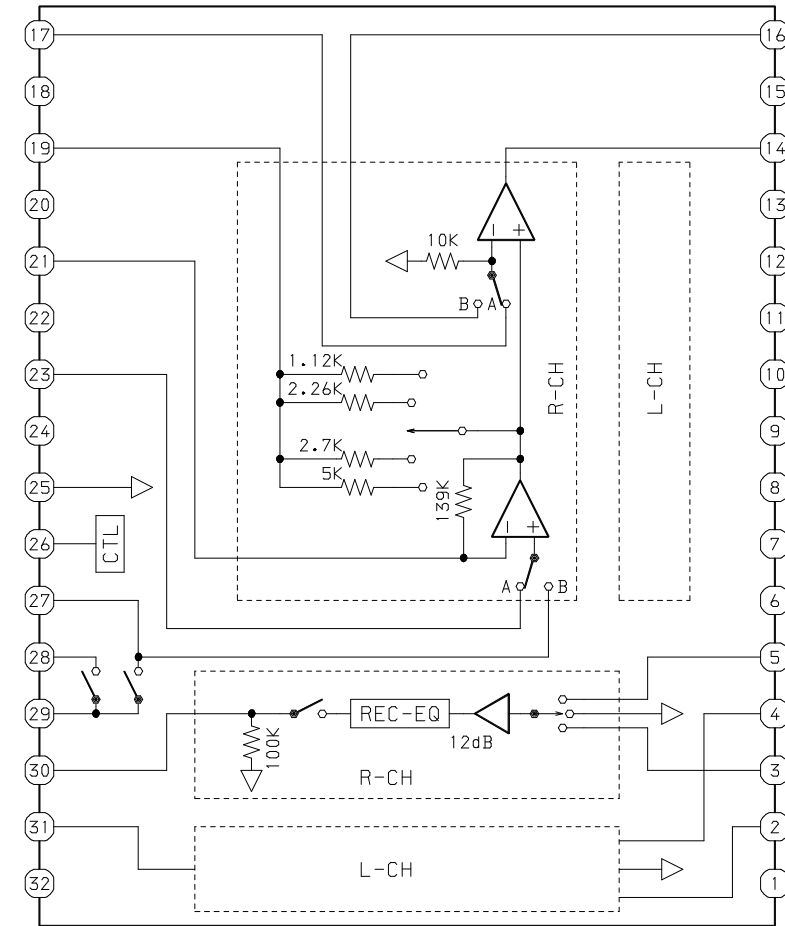 17
16
18
15
19
14
20
13
10K
− +
21
12
B A
22
11
1.12K
23
10
2.26K
R-CH
L-CH
24
9
2.7K
5K
25
8
139K
− +
26
CTL
7
A B
27
6
28
5
29
REC-EQ
4
12dB
100K
30
R-CH
3
31
2
L-CH
32
1